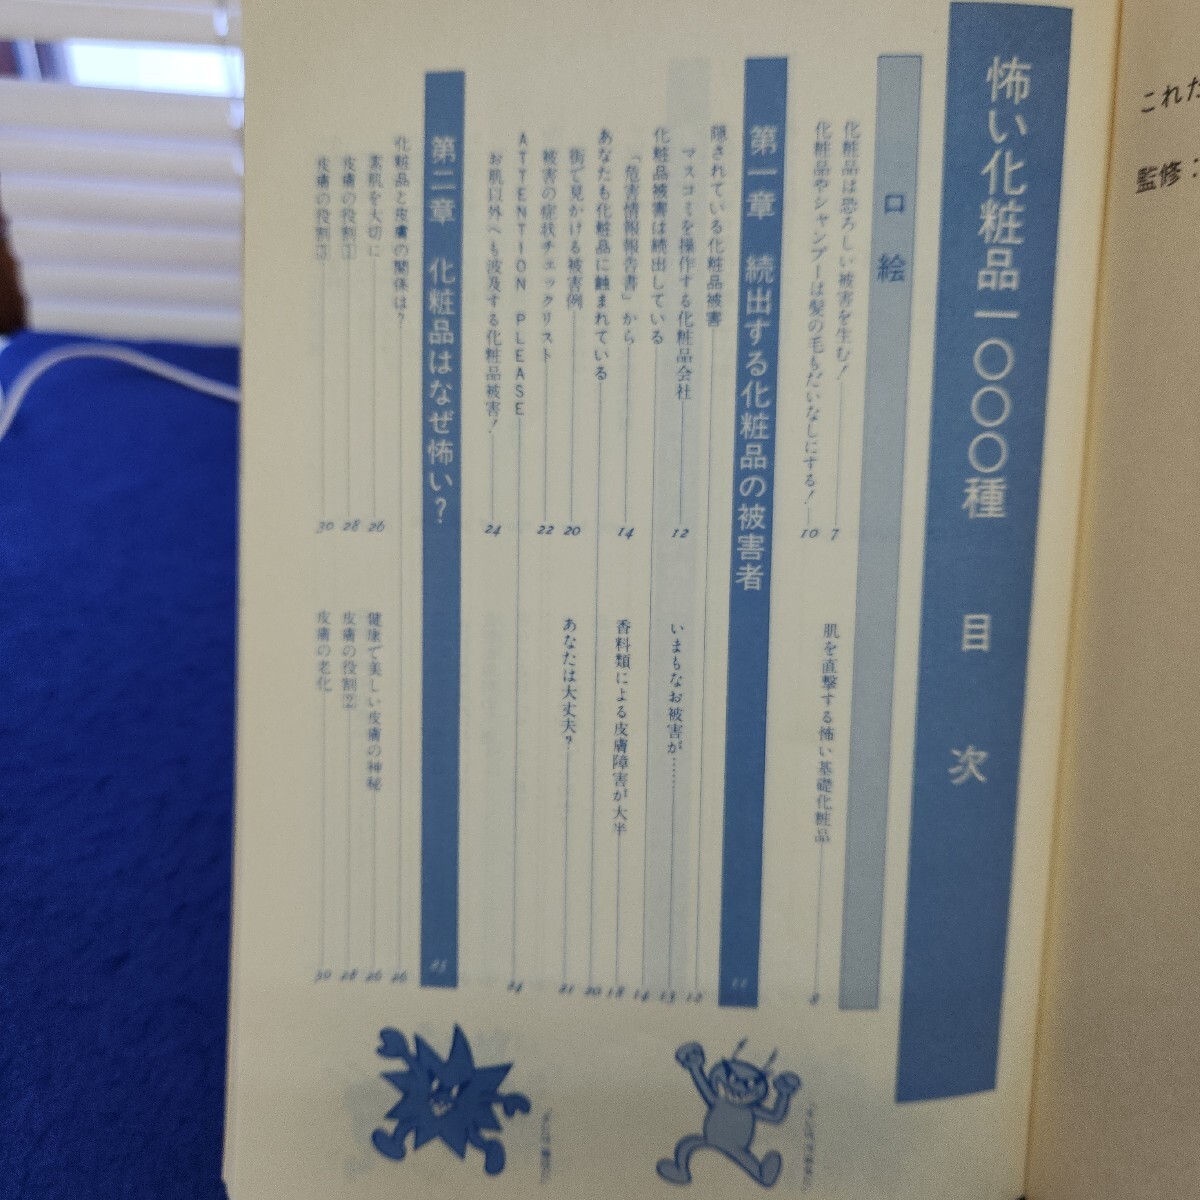 これだ
監修：
怖い化粧品一〇〇〇種　目次
口絵
化粧品は恐ろしい被害を生む！ 7
肌を直撃する怖い基礎化粧品 8
化粧品やシャンプーは髪の毛もだいなしにする！ 10
第一章　続出する化粧品の被害者 11
隠されている化粧品被害 12
マスコミを操作する化粧品会社 12
いまもなお被害が…… 13
化粧品被害は続出している 14
「危害情報報告書」から 14
香料類による皮膚障害が大半 18
あなたも化粧品に蝕まれている 20
街で見かける被害例 20
あなたは大丈夫？ 21
被害の症状チェックリスト 22
ATTENTION PLEASE 24
お肌以外へも波及する化粧品被害！ 24
第二章　化粧品はなぜ怖い？ 25
化粧品と皮膚の関係は？ 26
素肌を大切に 26
健康で美しい皮膚の神秘 26
皮膚の役割① 28
皮膚の役割② 28
皮膚の役割③ 30
皮膚の老化 30